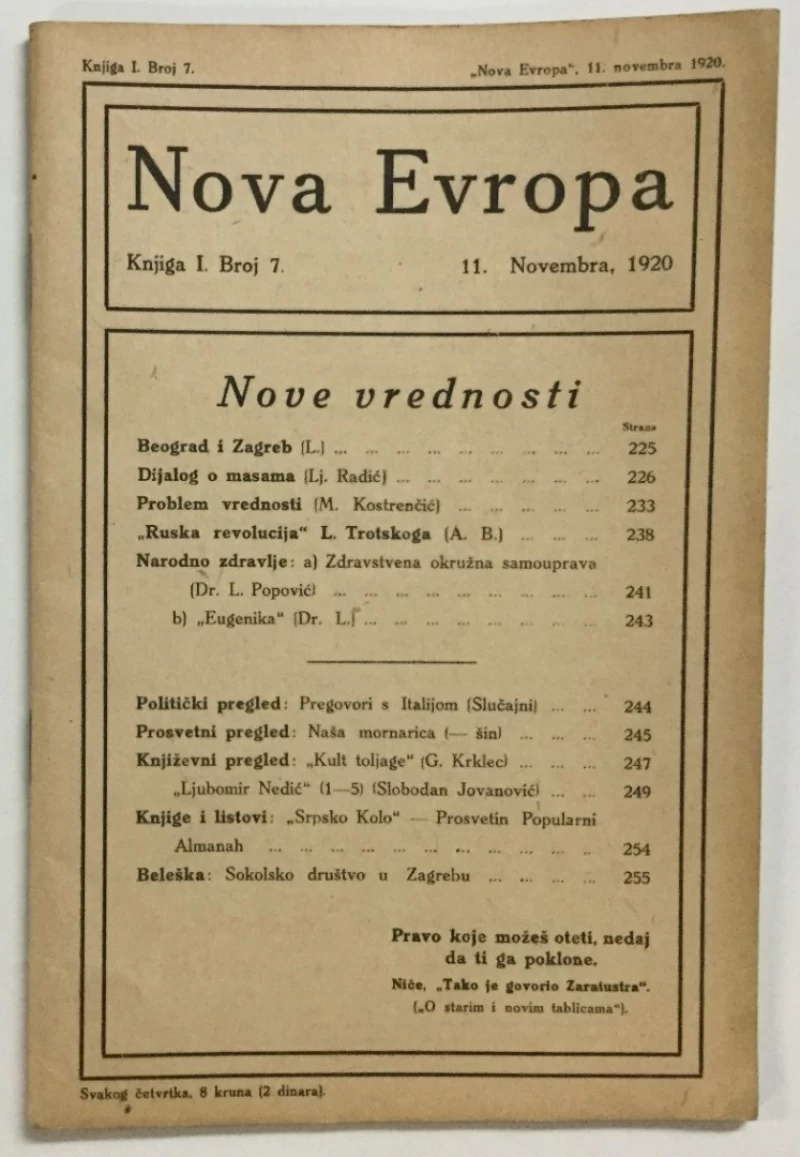 Knjiga I. Broj 7.
„Nova Evropa“, 11. novembra 1920.
Nova Evropa
Knjiga I. Broj 7.
11. Novembra, 1920
Nove vrednosti
Strana
Beograd i Zagreb (L.) ... ... ... ... ... ... ... ... ... 225
Dijalog o masama (Lj. Radić) ... ... ... ... ... ... ... 226
Problem vrednosti (M. Kostrenčić) ... ... ... ... ... 233
„Ruska revolucija“ L. Trotskoga (A. B.) ... ... ... 238
Narodno zdravlje: a) Zdravstvena okružna samouprava
(Dr. L. Popović) ... ... ... ... ... ... ... ... ... 241
b) „Eugenika“ (Dr. L.) ... ... ... ... ... ... ... ... 243
Politički pregled: Pregovori s Italijom (Slučajni) ... ... 244
Prosvetni pregled: Naša mornarica (— šin) ... ... ... 245
Književni pregled: „Kult toljage“ (G. Krklec) ... ... ... 247
„Ljubomir Nedić“ (1—5) (Slobodan Jovanović) ... ... 249
Knjige i listovi: „Srpsko Kolo“ — Prosvetin Popularni
Almanah ... ... ... ... ... ... ... ... ... ... .. 254
Beleška: Sokolsko društvo u Zagrebu ... ... ... ... 255
Pravo koje možeš oteti, nedaj
da ti ga poklone.
Niče, „Tako je govorio Zaratustra“.
(„O starim i novim tablicama“).
Svakog četvrtka, 8 kruna (2 dinara).